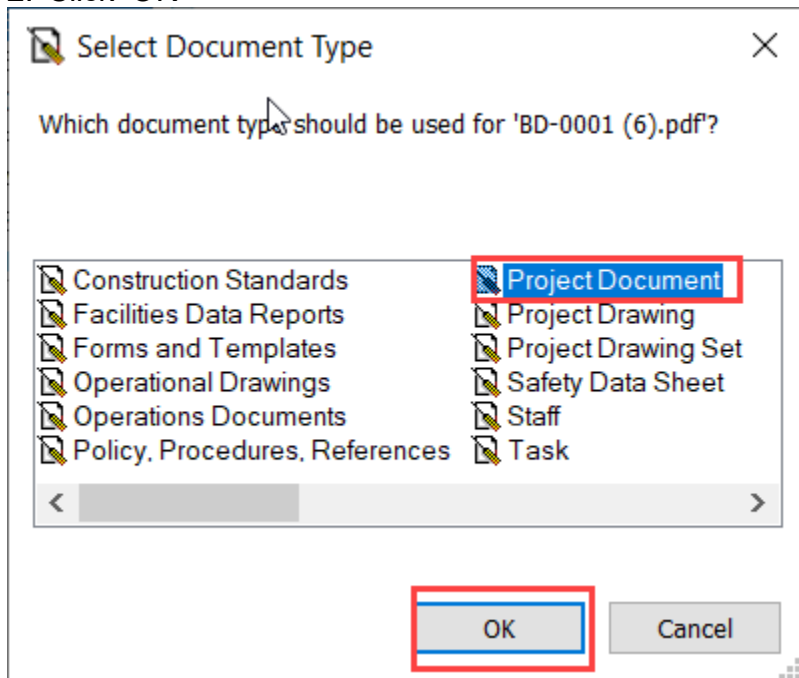 Select Document Type
Which document type should be used for 'BD-0001 (6).pdf'?
Construction Standards
Facilities Data Reports
Forms and Templates
Operational Drawings
Operations Documents
Policy, Procedures, References
Project Document
Project Drawing
Project Drawing Set
Safety Data Sheet
Staff
Task
OK
Cancel